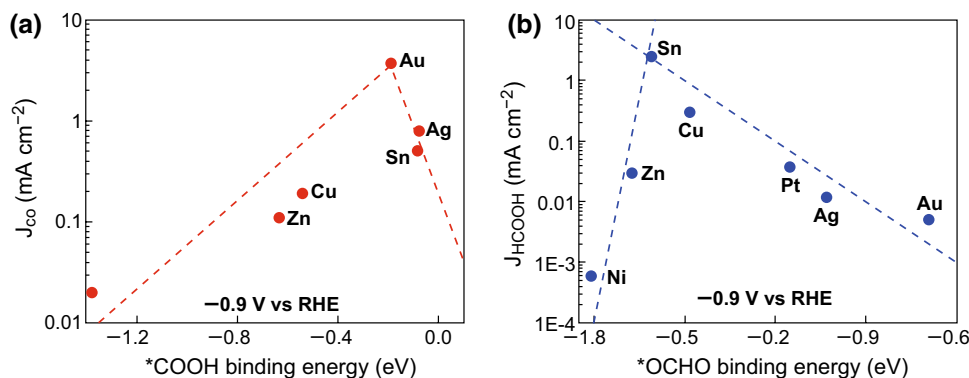 (a)
10
1
0.1
0.01
J_CO (mA cm⁻²)
Au
Ag
Sn
Cu
Zn
−0.9 V vs RHE
−1.2 −0.8 −0.4 0.0
*COOH binding energy (eV)
(b)
10
1
0.1
0.01
1E−3
1E−4
J_HCOOH (mA cm⁻²)
Sn
Cu
Zn
Pt
Ag
Au
Ni
−0.9 V vs RHE
−1.8 −0.5 −1.2 −0.9 −0.6
*OCHO binding energy (eV)